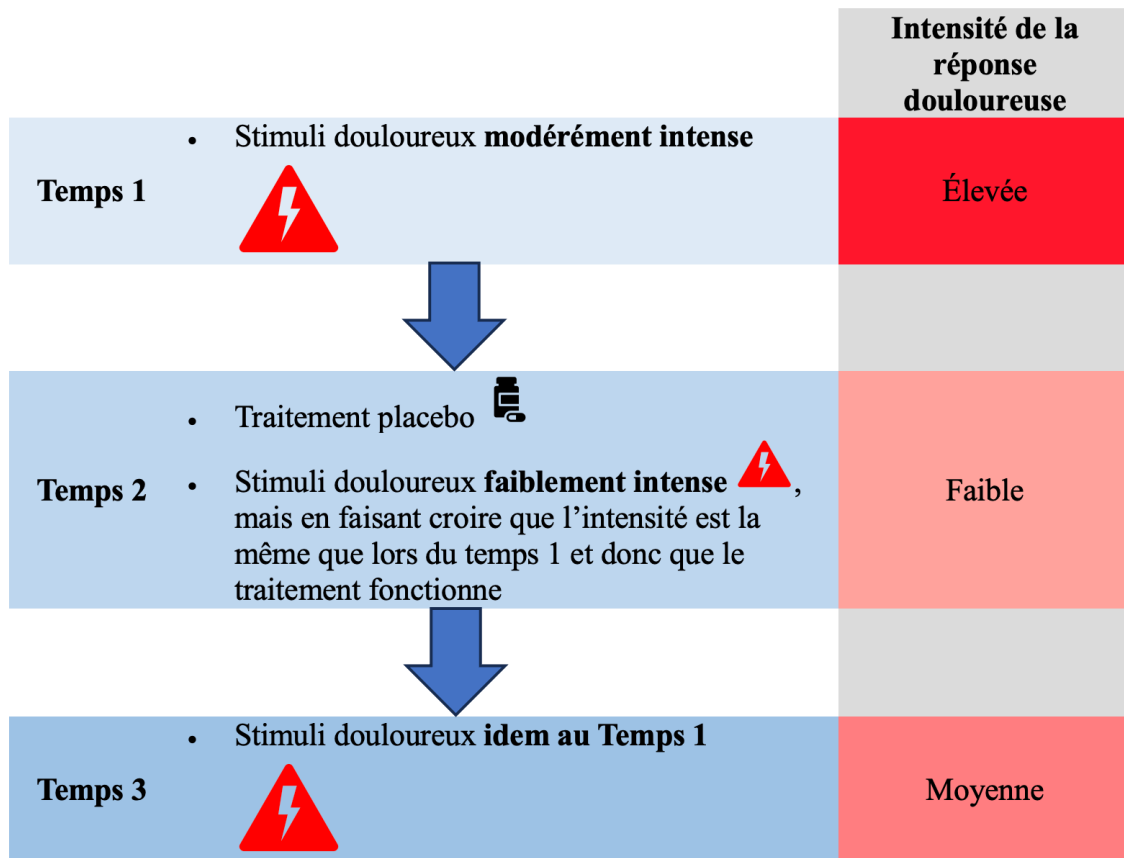 Intensité de la
réponse
douloureuse
Temps 1
• Stimuli douloureux modérément intense
Élevée
Temps 2
• Traitement placebo
• Stimuli douloureux faiblement intense ,
mais en faisant croire que l’intensité est la
même que lors du temps 1 et donc que le
traitement fonctionne
Faible
Temps 3
• Stimuli douloureux idem au Temps 1
Moyenne